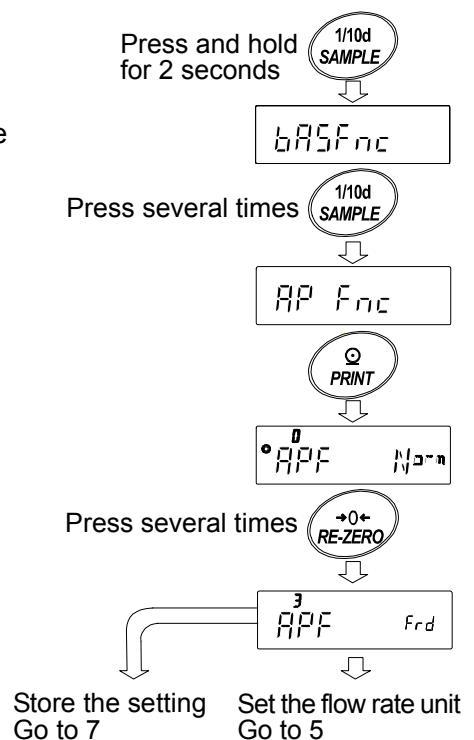 Press and hold
for 2 seconds
1/10d
SAMPLE
e
bASFnc
Press several times
1/10d
SAMPLE
AP Fnc
PRINT
0
APF Norm
Press several times
→0←
RE-ZERO
3
APF Frd
Store the setting
Go to 7
Set the flow rate unit
Go to 5